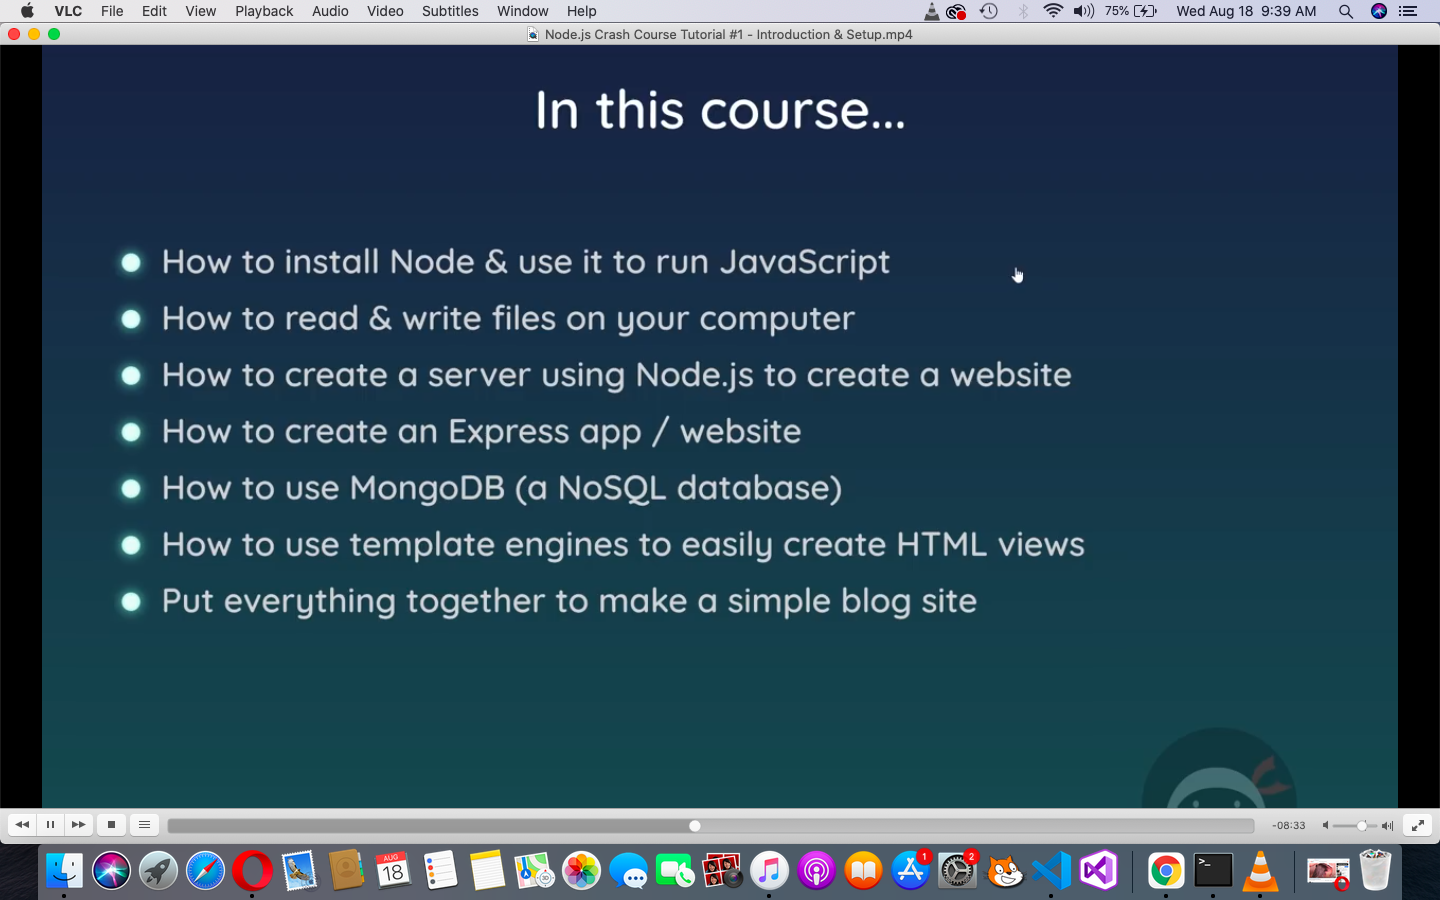 VLC File Edit View Playback Audio Video Subtitles Window Help 75% Wed Aug 18 9:39 AM
Node.js Crash Course Tutorial #1 - Introduction & Setup.mp4
In this course...
How to install Node & use it to run JavaScript
How to read & write files on your computer
How to create a server using Node.js to create a website
How to create an Express app / website
How to use MongoDB (a NoSQL database)
How to use template engines to easily create HTML views
Put everything together to make a simple blog site
-08:33
AUG
18
1
2
>_